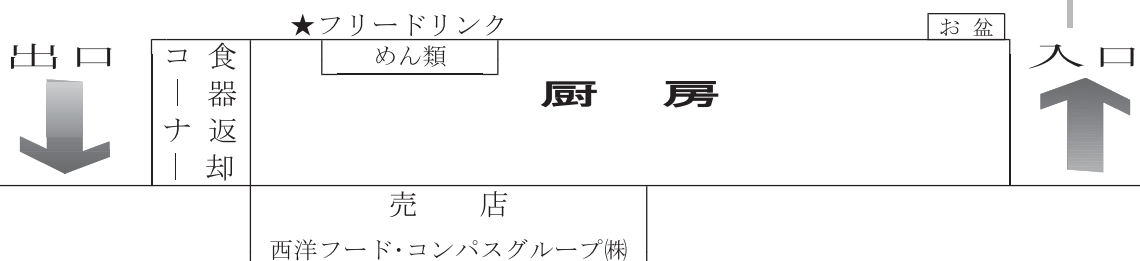 ★フリードリンク
お 盆
出口
食器返却
コーナー
めん類
厨 房
入口
売 店
西洋フード・コンパスグループ㈱